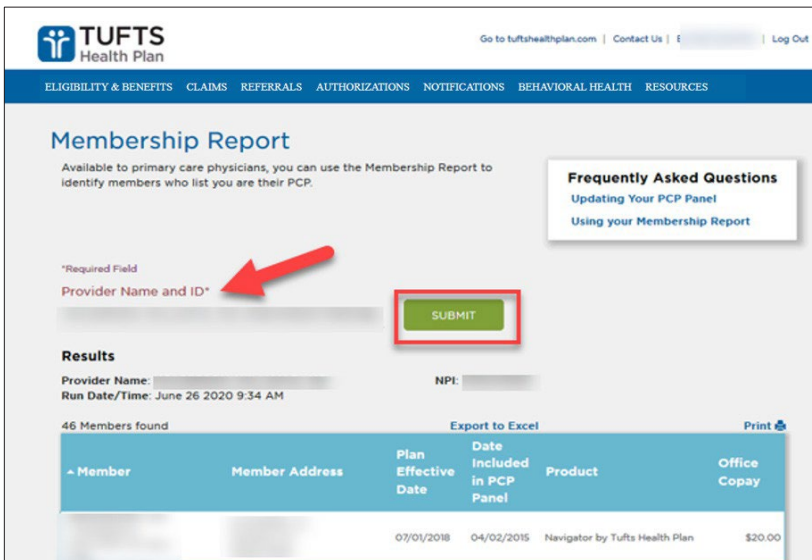 TUFTS
Health Plan
Go to tuftshealthplan.com | Contact Us | | Log Out
ELIGIBILITY & BENEFITS CLAIMS REFERRALS AUTHORIZATIONS NOTIFICATIONS BEHAVIORAL HEALTH RESOURCES
Membership Report
Available to primary care physicians, you can use the Membership Report to
identify members who list you are their PCP.
Frequently Asked Questions
Updating Your PCP Panel
Using your Membership Report
*Required Field
Provider Name and ID*
SUBMIT
Results
Provider Name: NPI:
Run Date/Time: June 26 2020 9:34 AM
46 Members found Export to Excel Print
Member Member Address Plan Effective Date Date Included in PCP Panel Product Office Copay
07/01/2018 04/02/2015 Navigator by Tufts Health Plan $20.00